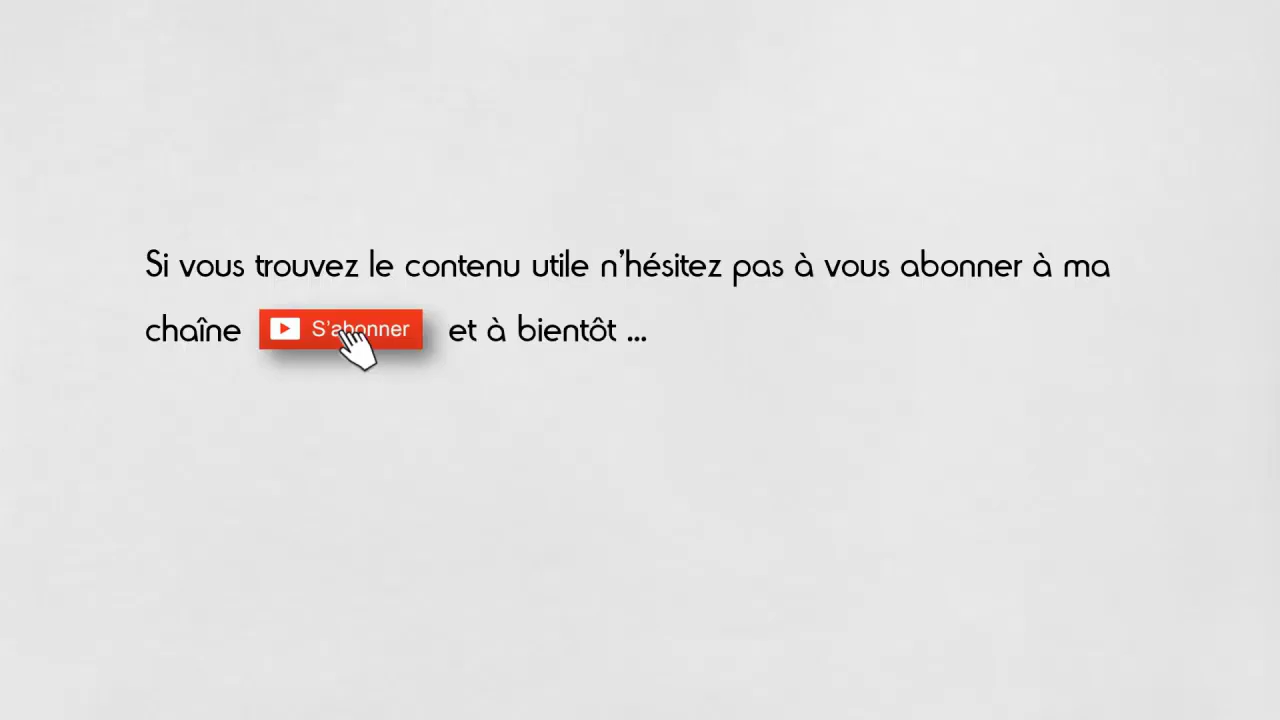 Si vous trouvez le contenu utile n’hésitez pas à vous abonner à ma
chaîne S’abonner et à bientôt ...